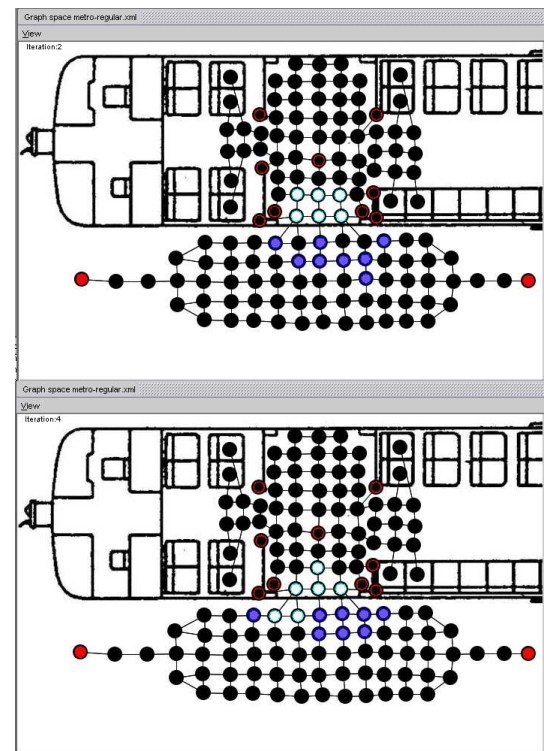 Graph space metro-regular.xml
View
Iteration:2
Graph space metro-regular.xml
View
Iteration:4